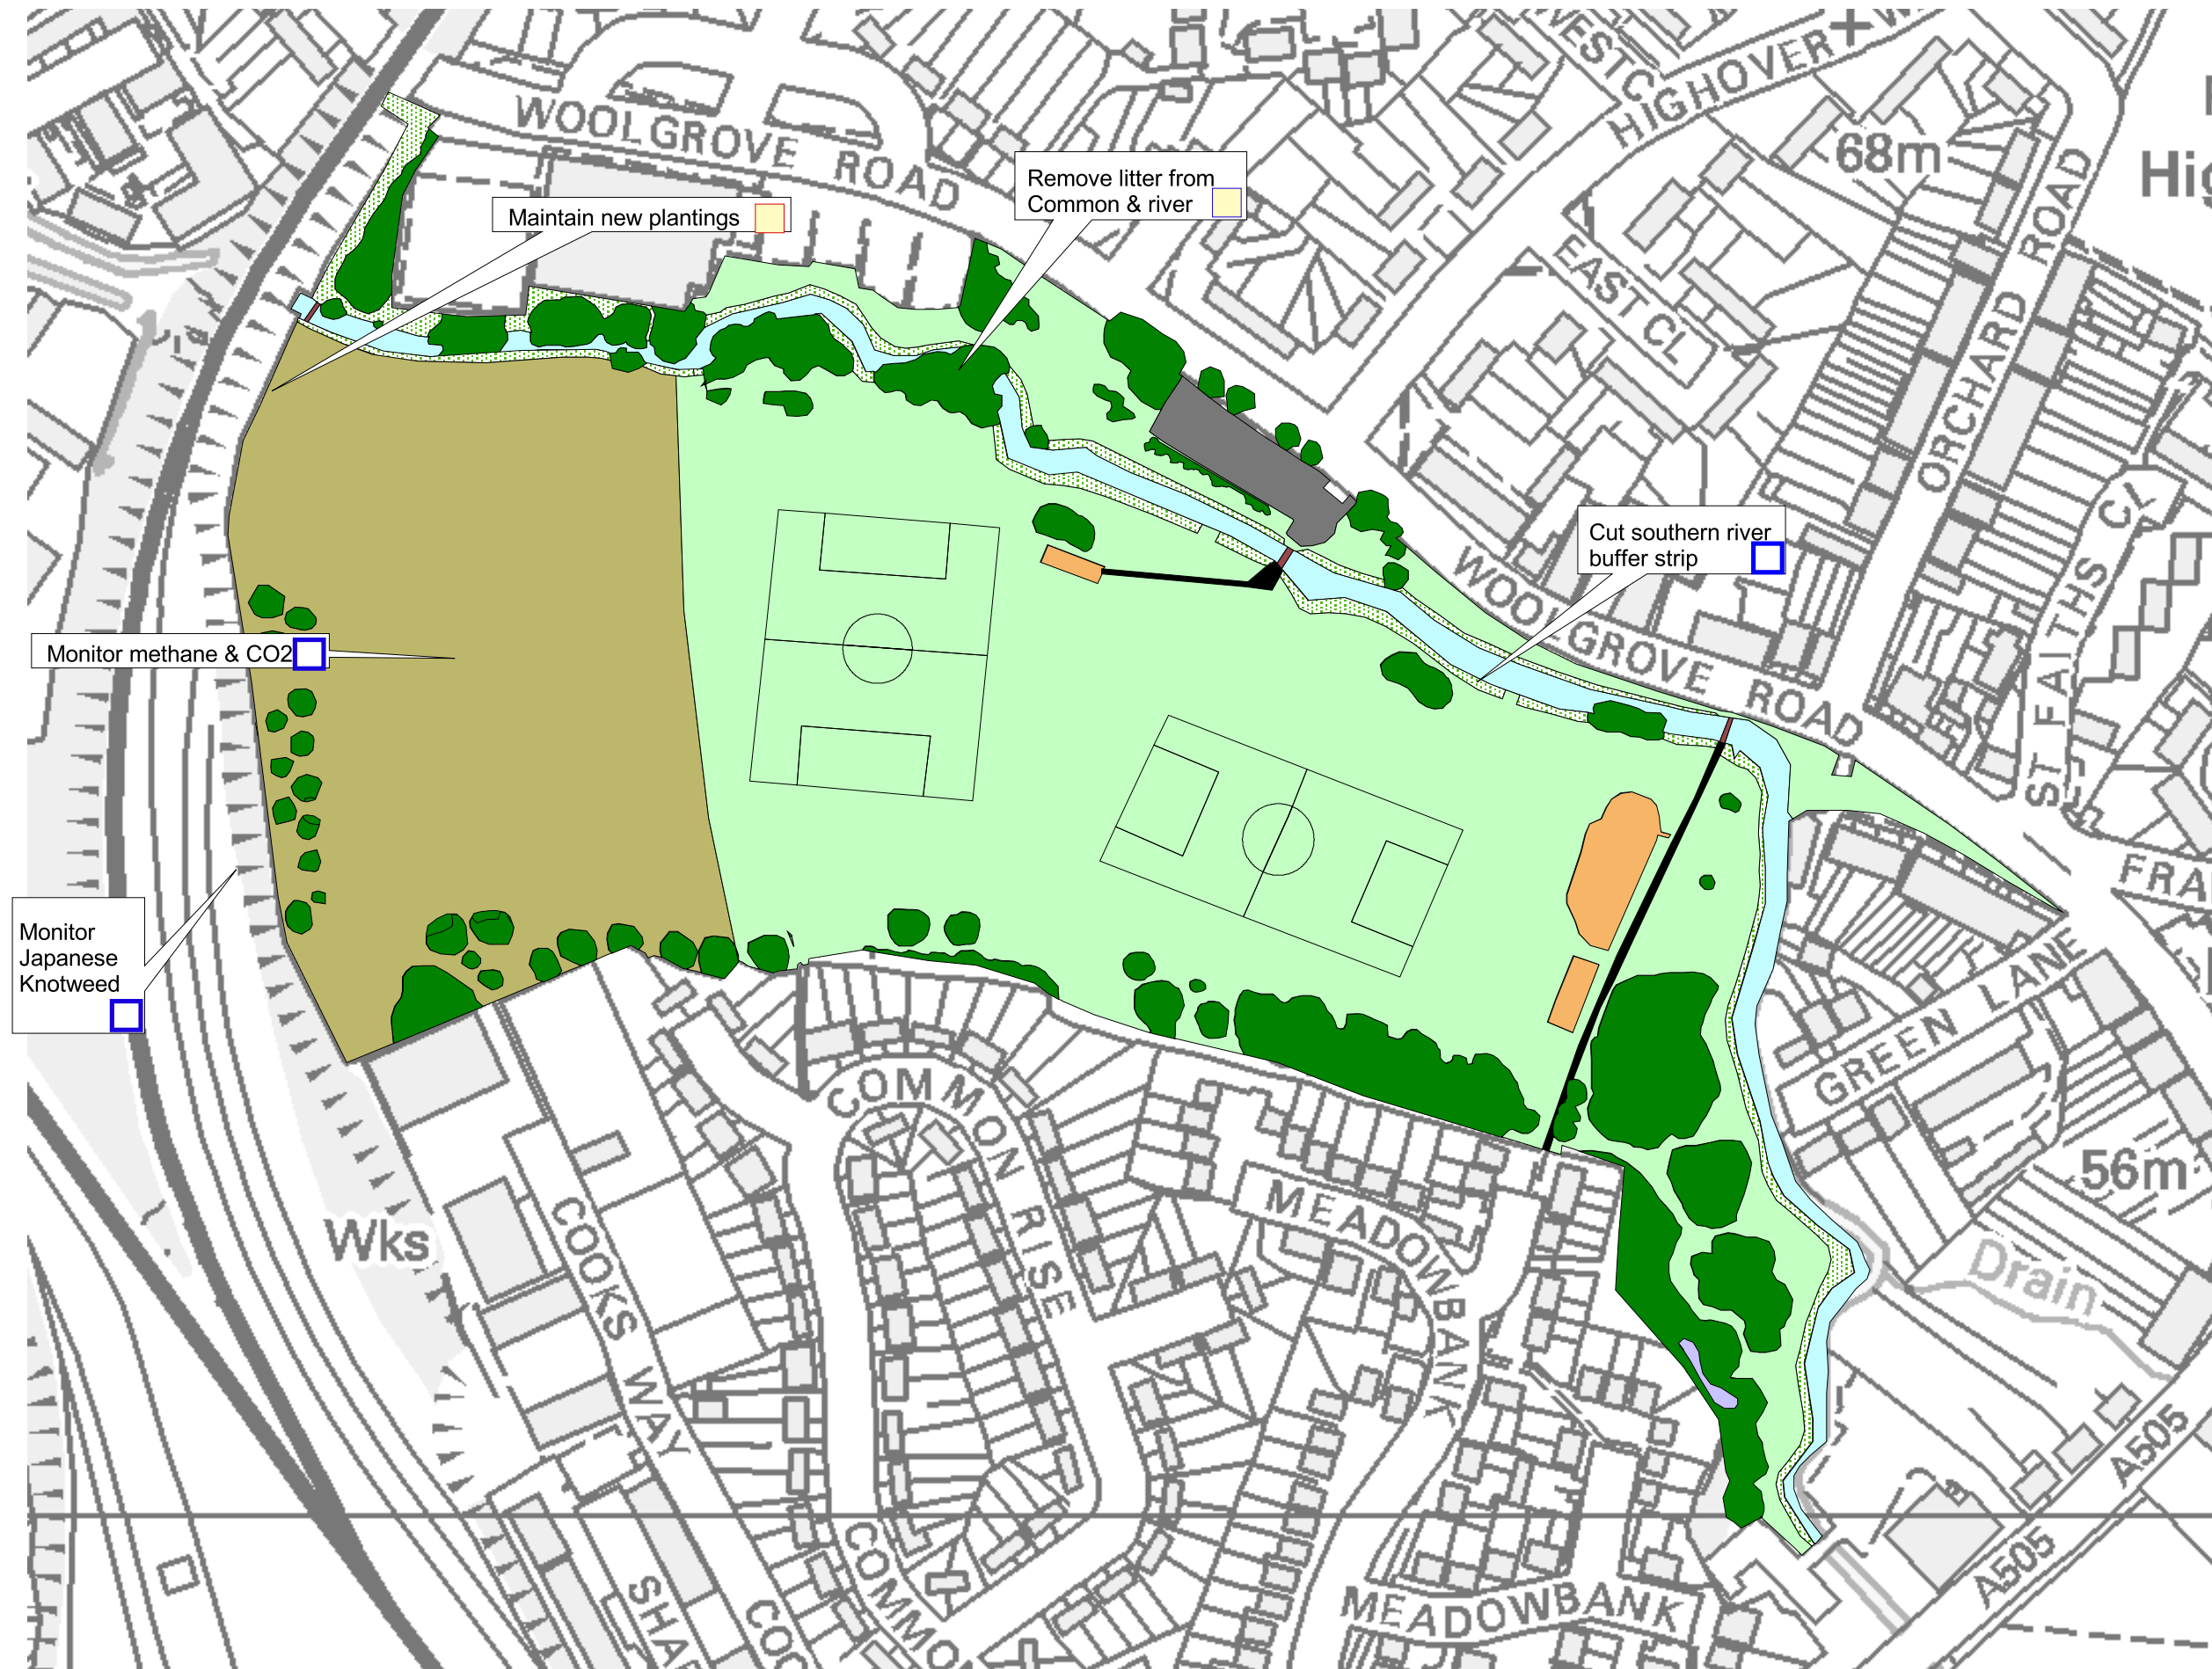 WOOLGROVE ROAD
HIGHOVER
68m
Remove litter from
Common & river
Maintain new plantings
EAST CL
ORCHARD ROAD
Cut southern river
buffer strip
ST FAITHS CL
WOOLGROVE ROAD
Monitor methane & CO2
Monitor
Japanese
Knotweed
GREEN LANE
COMMON RISE
56m
MEADOWBANK
Wks
COOKS WAY
Drain
A505
A505
MEADOWBANK